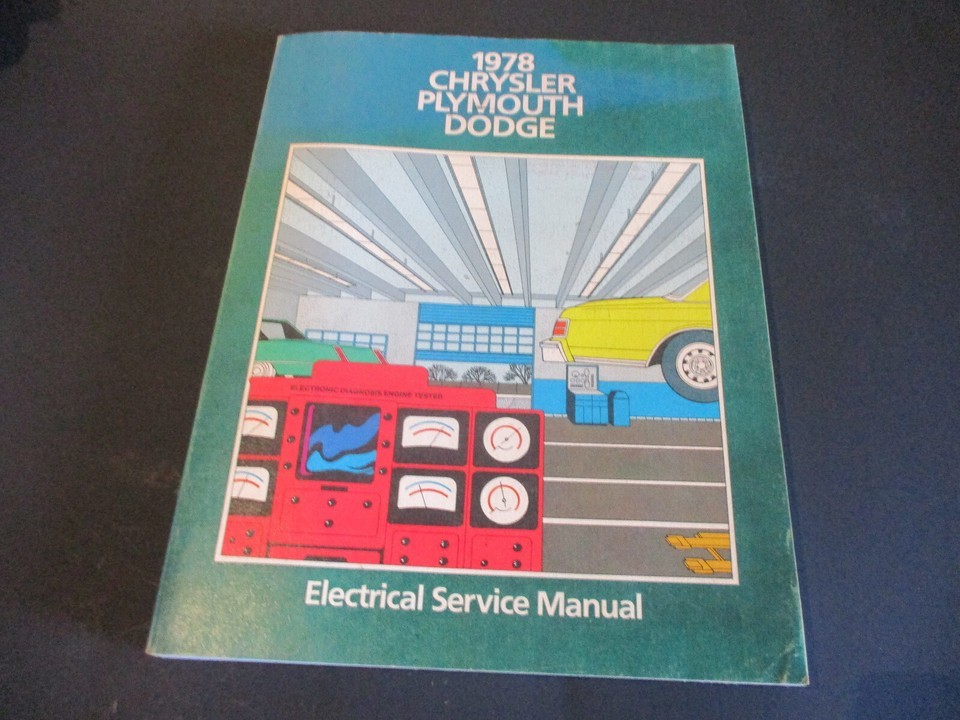 1978
CHRYSLER
PLYMOUTH
DODGE
ELECTRONIC DIAGNOSIS ENGINE TESTER
Electrical Service Manual